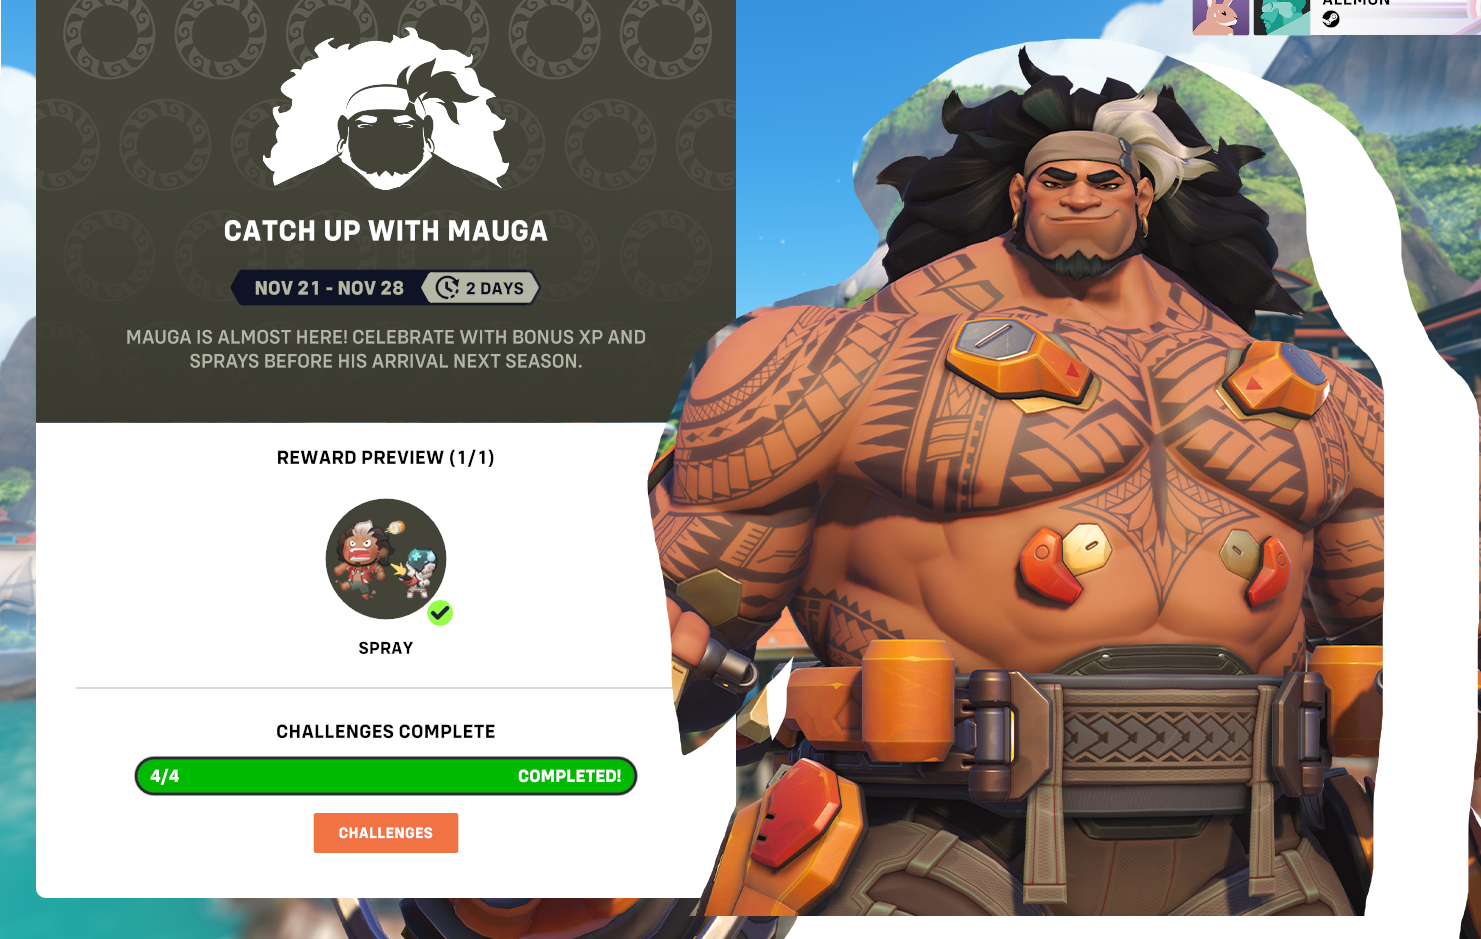 CATCH UP WITH MAUGA
NOV 21 - NOV 28
2 DAYS
MAUGA IS ALMOST HERE! CELEBRATE WITH BONUS XP AND
SPRAYS BEFORE HIS ARRIVAL NEXT SEASON.
REWARD PREVIEW (1/1)
SPRAY
CHALLENGES COMPLETE
4/4
COMPLETED!
CHALLENGES